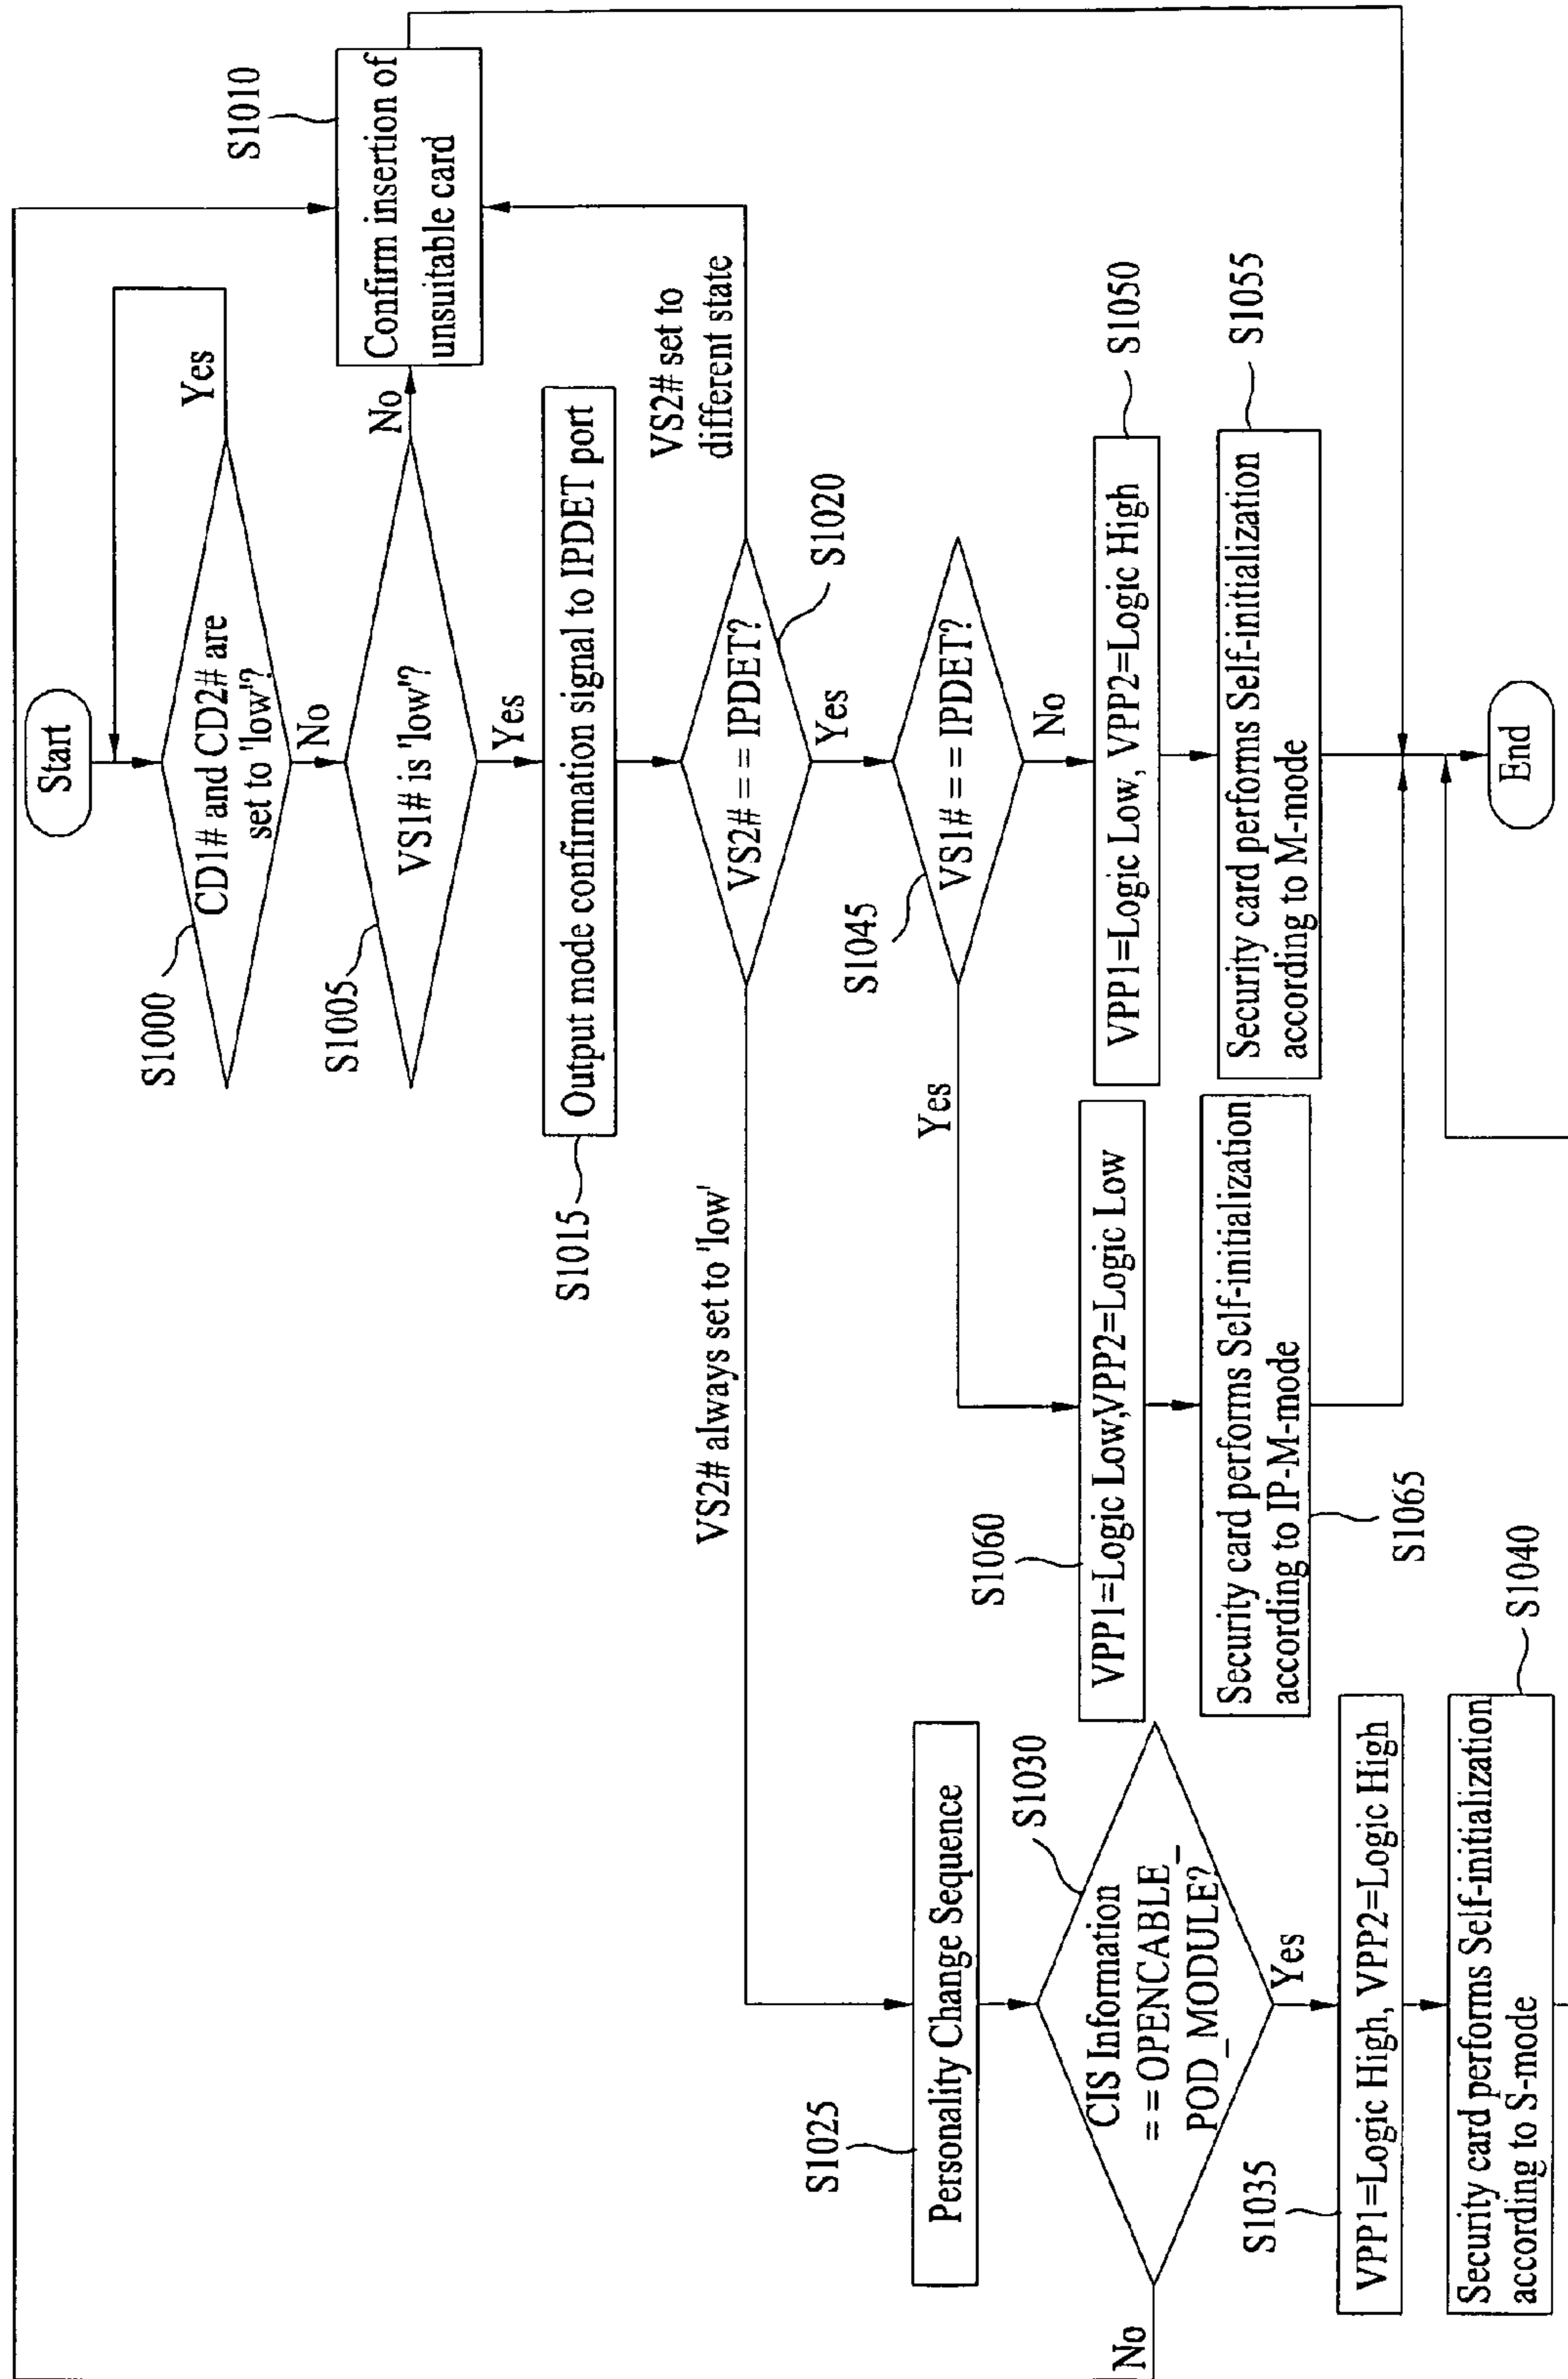 Start
S1000
CD1# and CD2# are
set to 'low'?
Yes
No
S1005
VS1# is 'low'?
No
Yes
S1010
Confirm insertion of
unsuitable card
S1015
Output mode confirmation signal to IPDET port
VS2# == IPDET?
S1020
VS2# set to
different state
VS2# always set to 'low'
Yes
S1045
VS1# == IPDET?
Yes
No
VPP1=Logic Low, VPP2=Logic High
S1050
Security card performs Self-initialization
according to M-mode
S1055
S1060
VPP1=Logic Low,VPP2=Logic Low
Security card performs Self-initialization
according to IP-M-mode
S1065
S1025
Personality Change Sequence
S1030
CIS Information
==OPENCABLE_
POD_MODULE?
No
Yes
S1035
VPP1=Logic High, VPP2=Logic High
Security card performs Self-initialization
according to S-mode
S1040
End